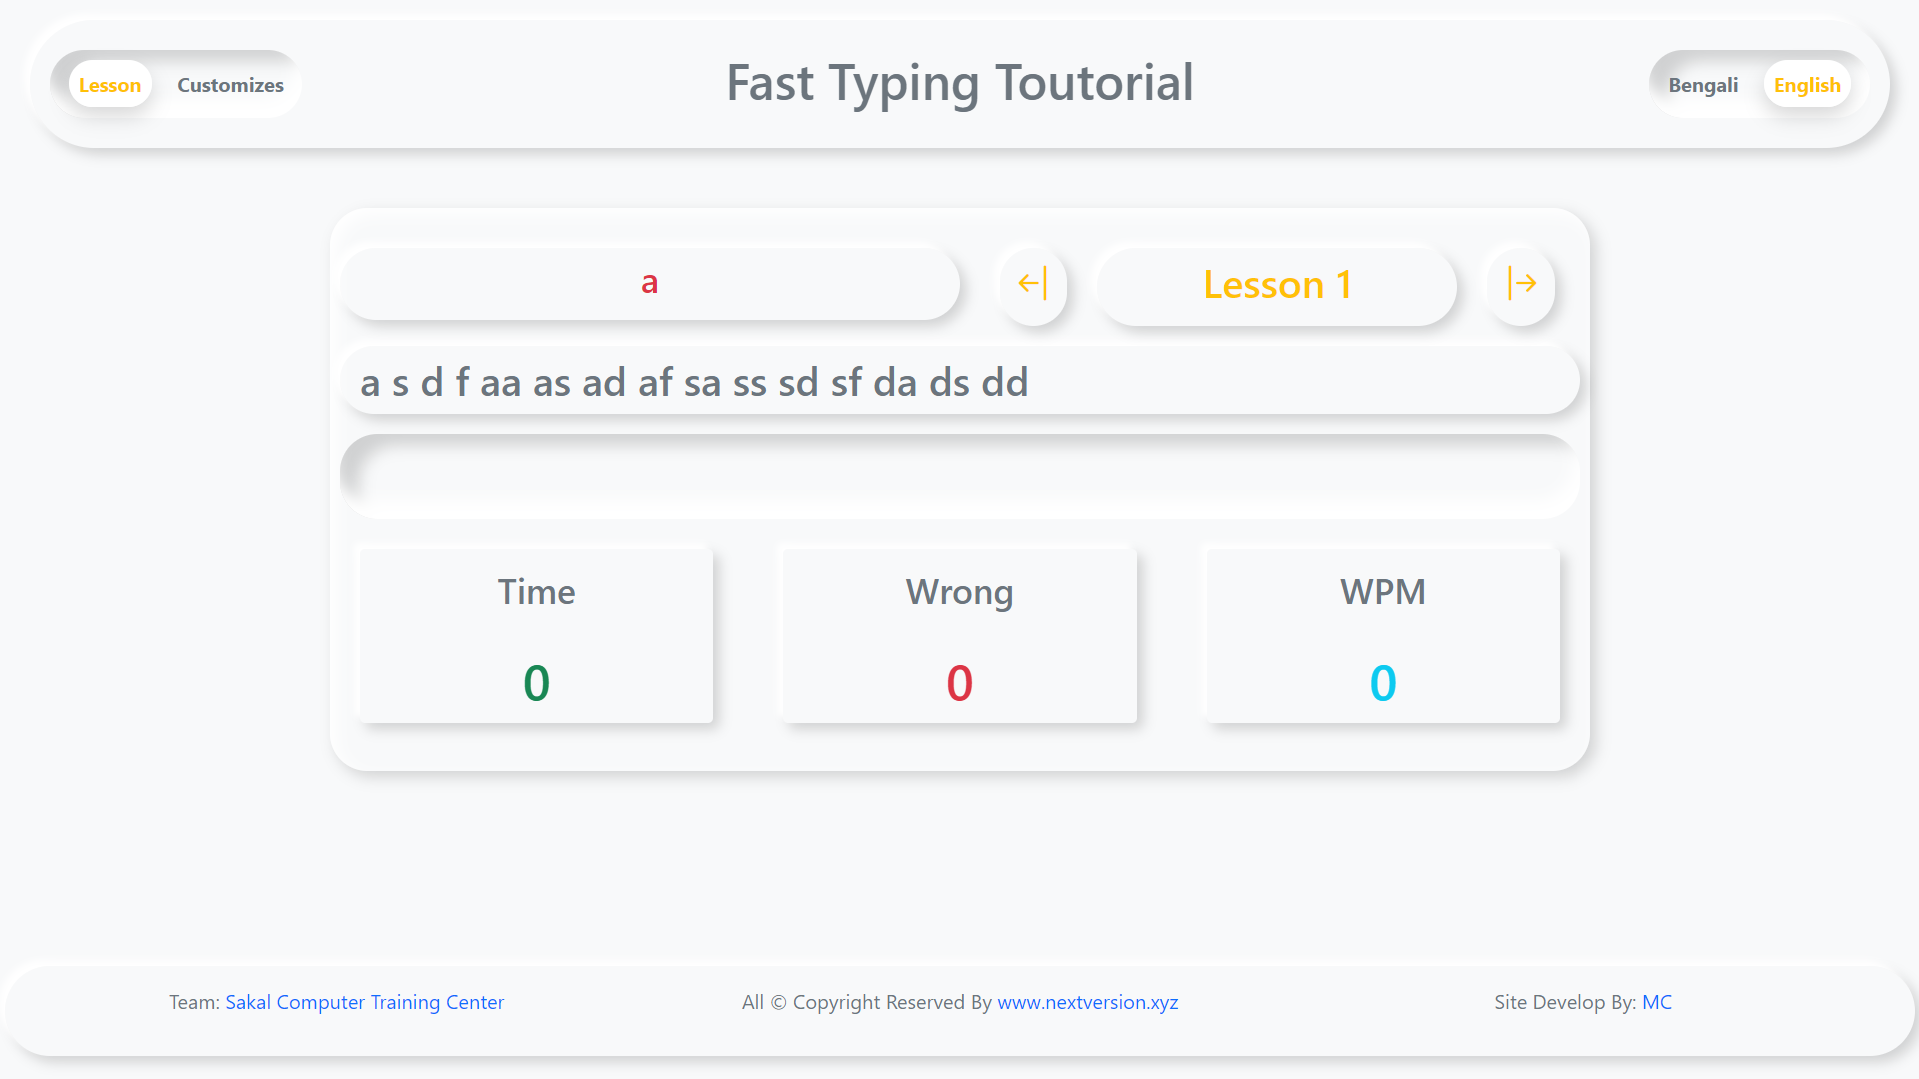 Lesson Customizes
Fast Typing Toutorial
Bengali English
a
Lesson 1
a s d f aa as ad af sa ss sd sf da ds dd
Time
0
Wrong
0
WPM
0
Team: Sakal Computer Training Center
All © Copyright Reserved By www.nextversion.xyz
Site Develop By: MC